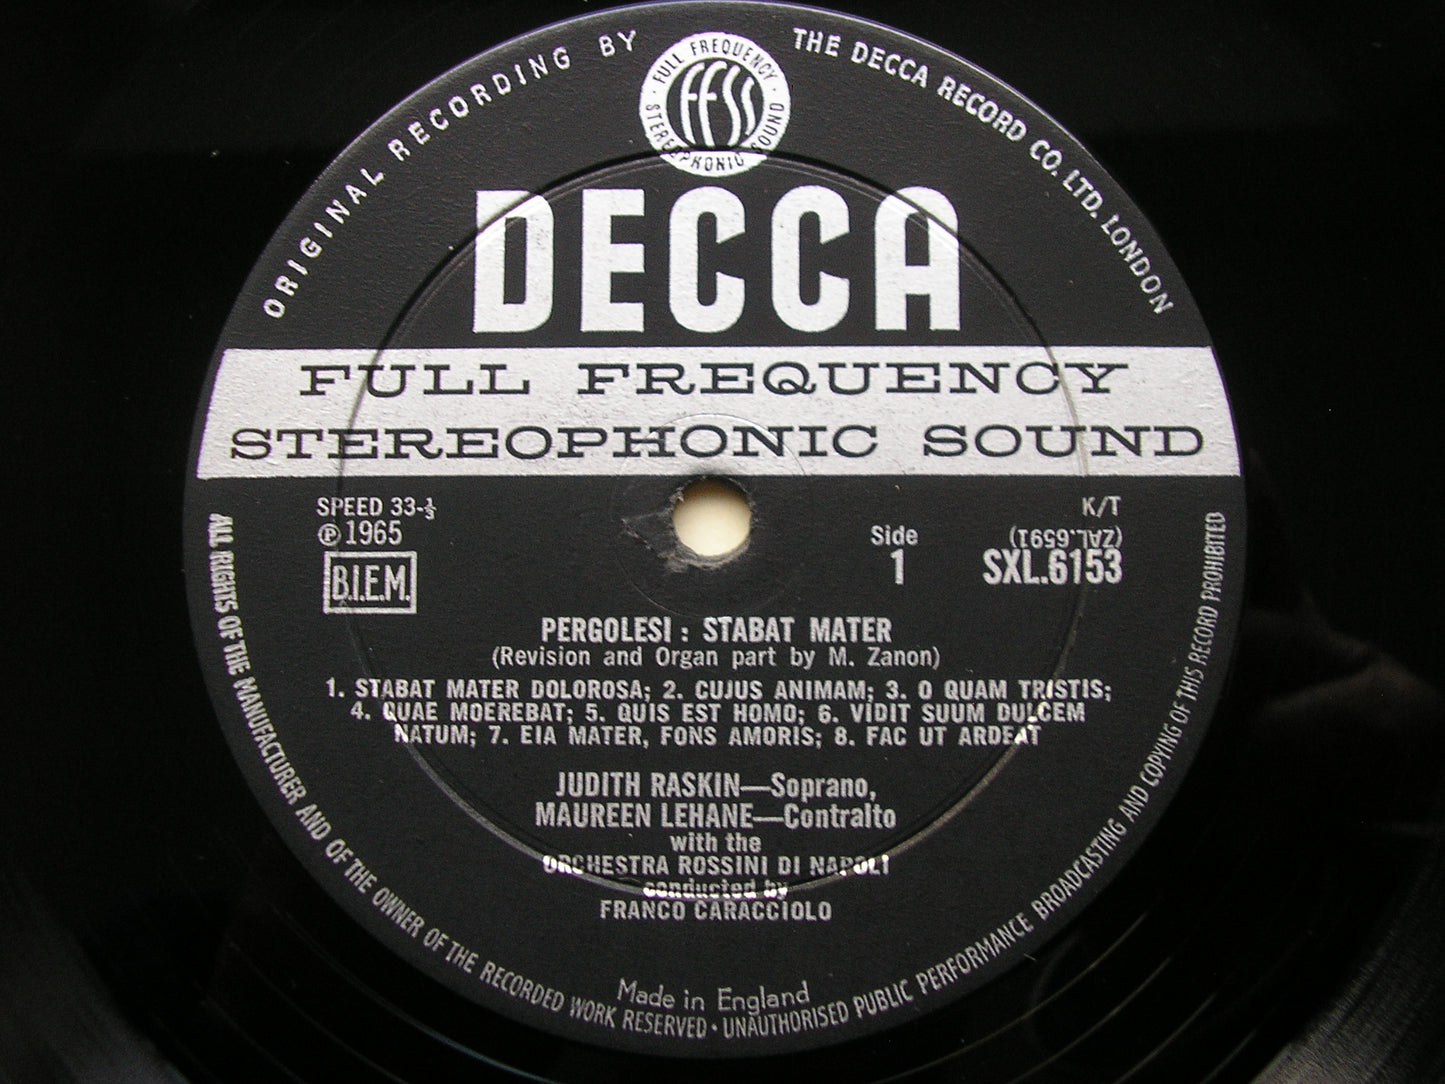 ORIGINAL RECORDING BY THE DECCA RECORD CO. LTD. LONDON
FULL FREQUENCY
FFSS
STEREOPHONIC SOUND
DECCA
FULL FREQUENCY
STEREOPHONIC SOUND
SPEED 33-⅓
℗ 1965
B.I.E.M.
Side
1
K/T
(ZAL.6591)
SXL.6153
PERGOLESI : STABAT MATER
(Revision and Organ part by M. Zanon)
1. STABAT MATER DOLOROSA; 2. CUJUS ANIMAM; 3. O QUAM TRISTIS;
4. QUAE MOEREBAT; 5. QUIS EST HOMO; 6. VIDIT SUUM DULCEM
NATUM; 7. EIA MATER, FONS AMORIS; 8. FAC UT ARDEAT
JUDITH RASKIN—Soprano,
MAUREEN LEHANE—Contralto
with the
ORCHESTRA ROSSINI DI NAPOLI
conducted by
FRANCO CARACCIOLO
Made in England
ALL RIGHTS OF THE MANUFACTURER AND OF THE OWNER OF THE RECORDED WORK RESERVED · UNAUTHORISED PUBLIC PERFORMANCE BROADCASTING AND COPYING OF THIS RECORD PROHIBITED